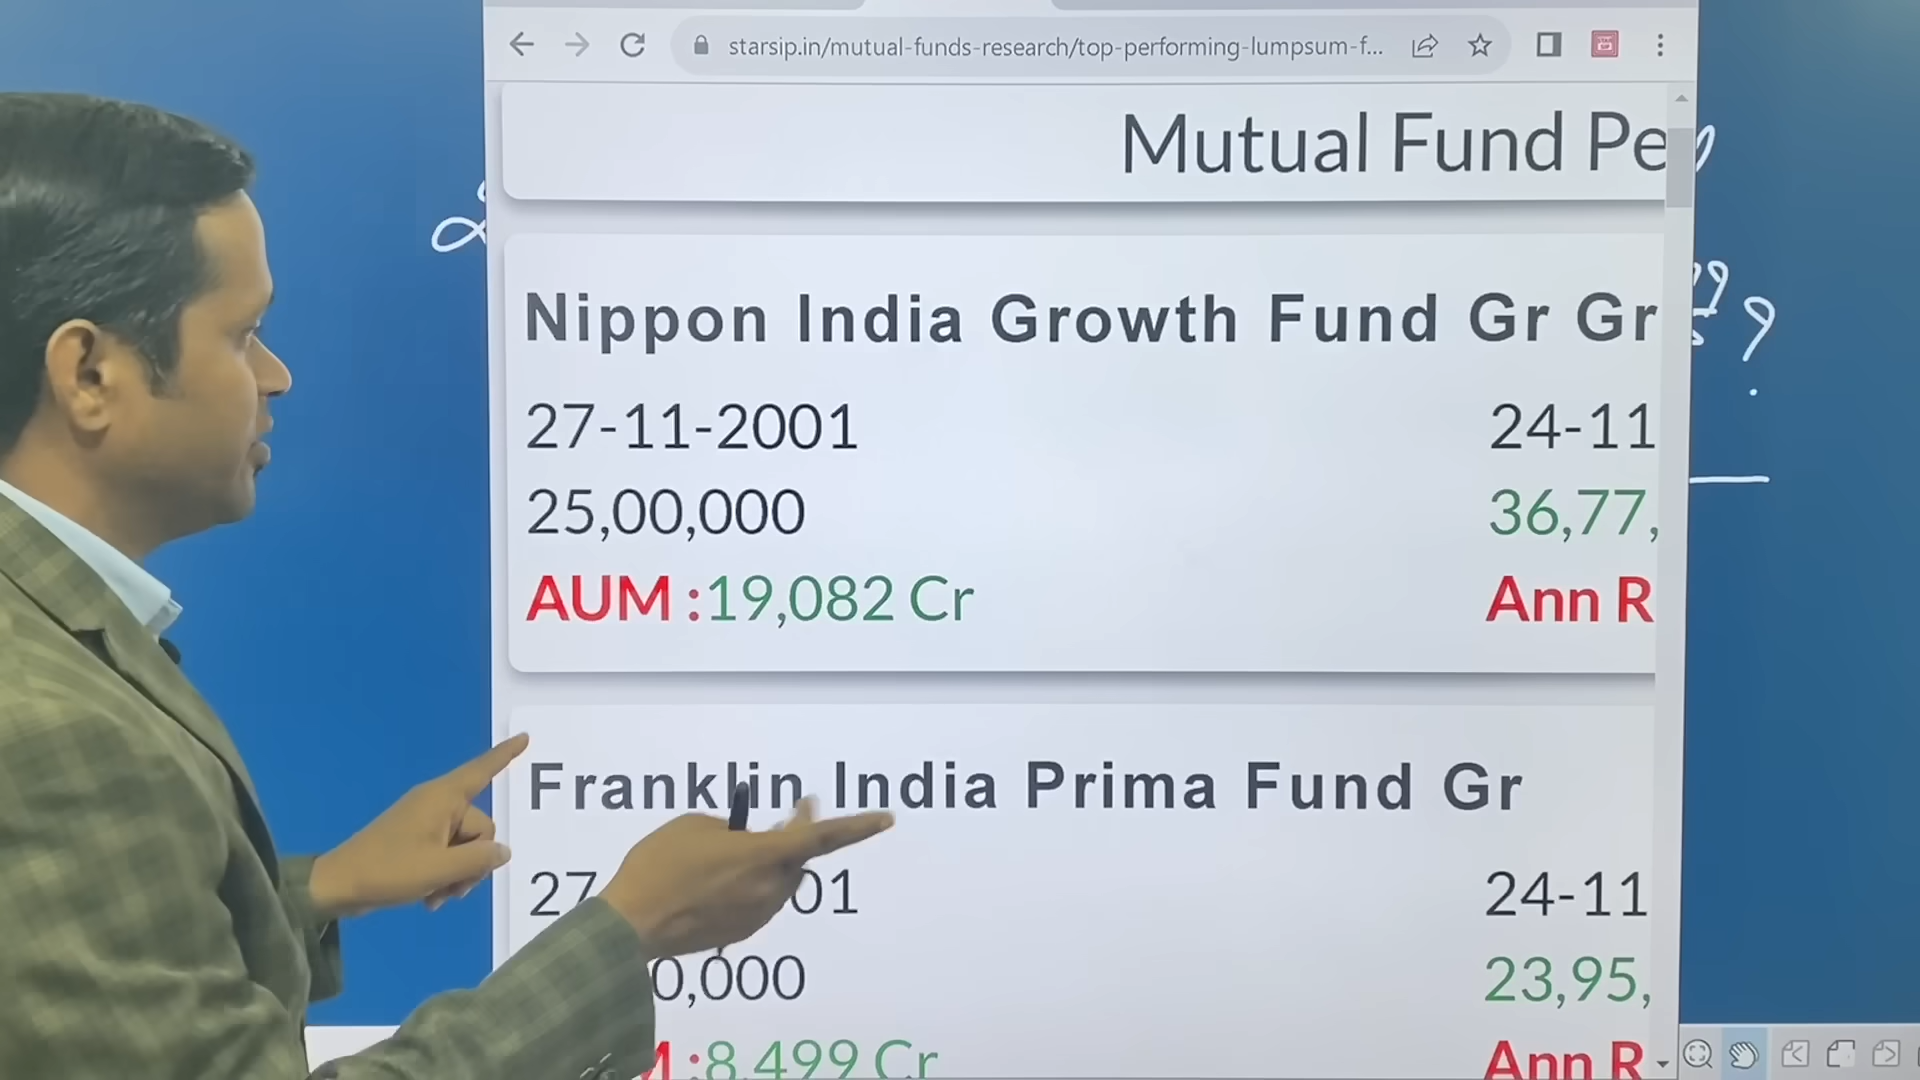 starsip.in/mutual-funds-research/top-performing-lumpsum-f...
Mutual Fund Pe
Nippon India Growth Fund Gr Gr
27-11-2001
24-11
25,00,000
36,77,
AUM :19,082 Cr
Ann R
Franklin India Prima Fund Gr
27
01
24-11
0,000
23,95,
:8,499 Cr
Ann R